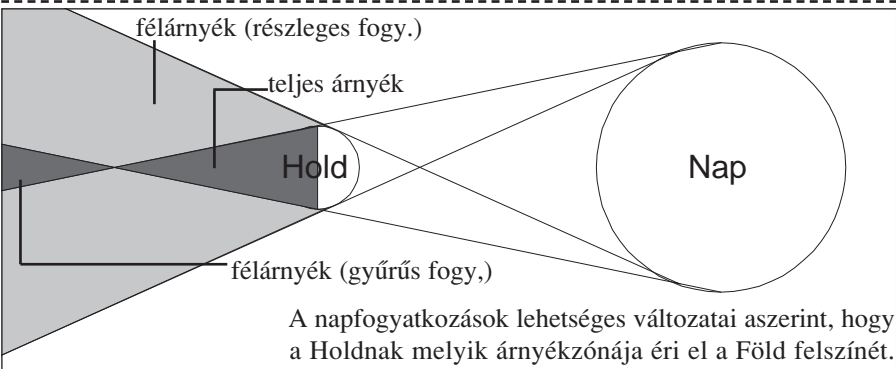 félárnyék (részleges fogy.)
teljes árnyék
Hold
Nap
félárnyék (gyűrűs fogy,)
A napfogyatkozások lehetséges változatai aszerint, hogy
a Holdnak melyik árnyékzónája éri el a Föld felszínét.